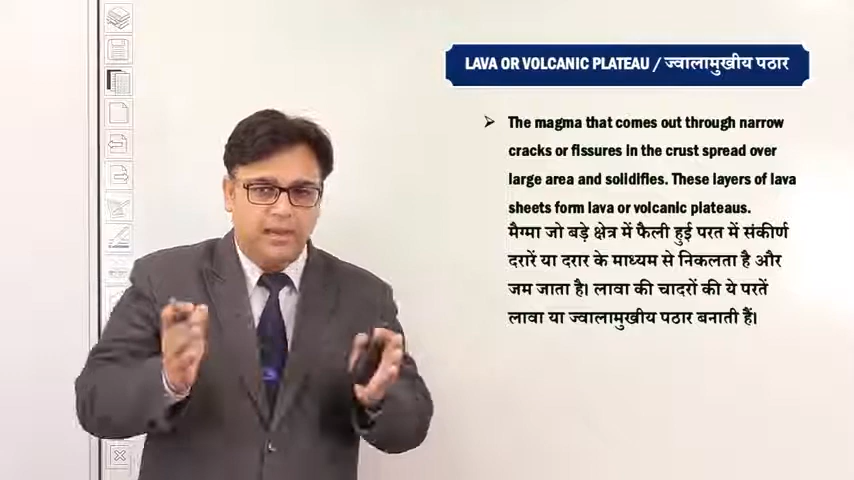 LAVA OR VOLCANIC PLATEAU / ज्वालामुखीय पठार
➢ The magma that comes out through narrow
cracks or fissures in the crust spread over
large area and solidifies. These layers of lava
sheets form lava or volcanic plateaus.
मैग्मा जो बड़े क्षेत्र में फैली हुई परत में संकीर्ण
दरारें या दरार के माध्यम से निकलता है और
जम जाता है। लावा की चादरों की ये परतें
लावा या ज्वालामुखीय पठार बनाती हैं।